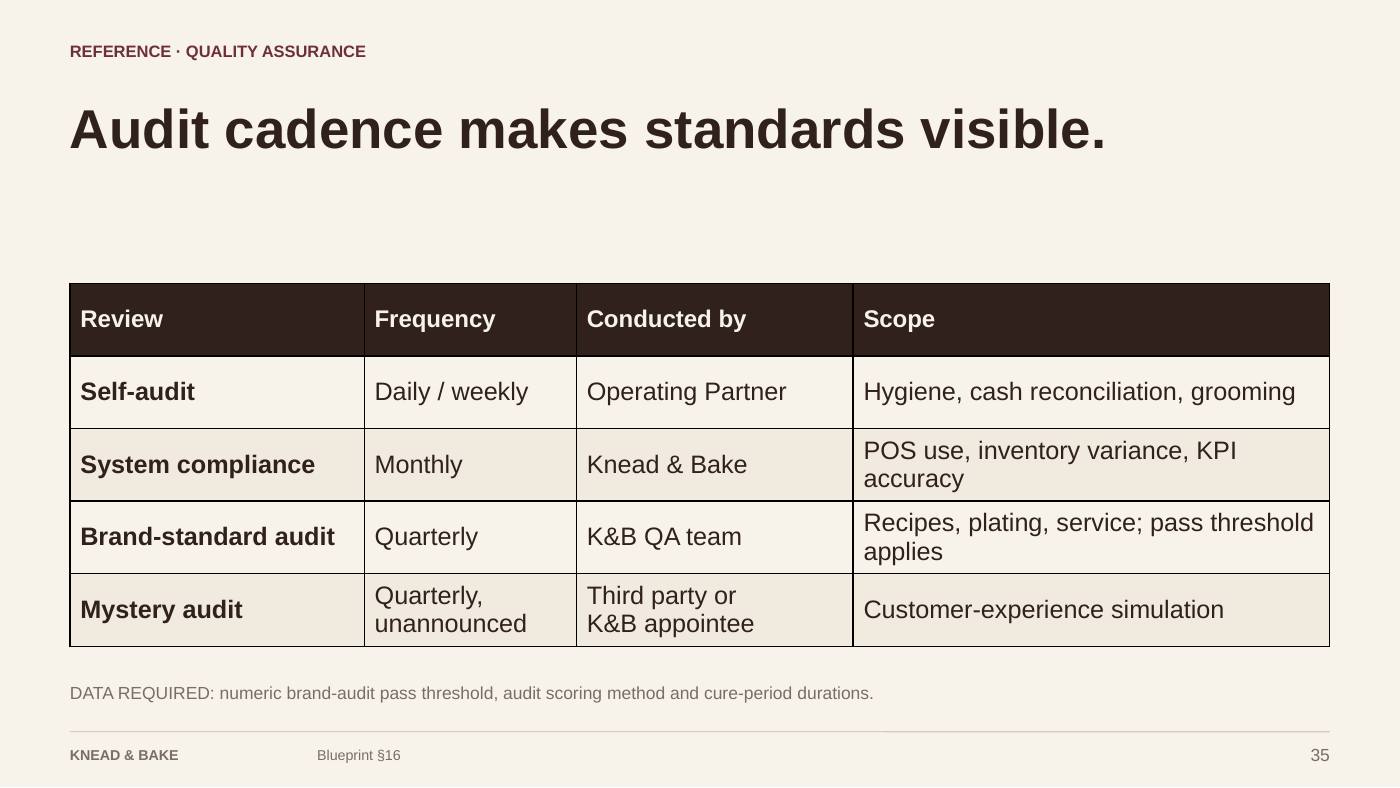 REFERENCE · QUALITY ASSURANCE
Audit cadence makes standards visible.
Review Frequency Conducted by Scope
Self-audit Daily / weekly Operating Partner Hygiene, cash reconciliation, grooming
System compliance Monthly Knead & Bake POS use, inventory variance, KPI
accuracy
Brand-standard audit Quarterly K&B QA team Recipes, plating, service; pass threshold
applies
Mystery audit Quarterly,
unannounced Third party or
K&B appointee Customer-experience simulation
DATA REQUIRED: numeric brand-audit pass threshold, audit scoring method and cure-period durations.
KNEAD & BAKE Blueprint §16 35